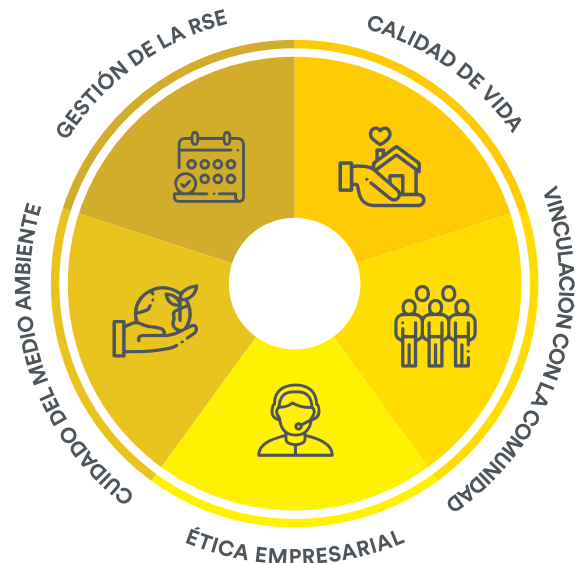 GESTIÓN DE LA RSE
CALIDAD DE VIDA
VINCULACION CON LA COMUNIDAD
ÉTICA EMPRESARIAL
CUIDADO DEL MEDIO AMBIENTE